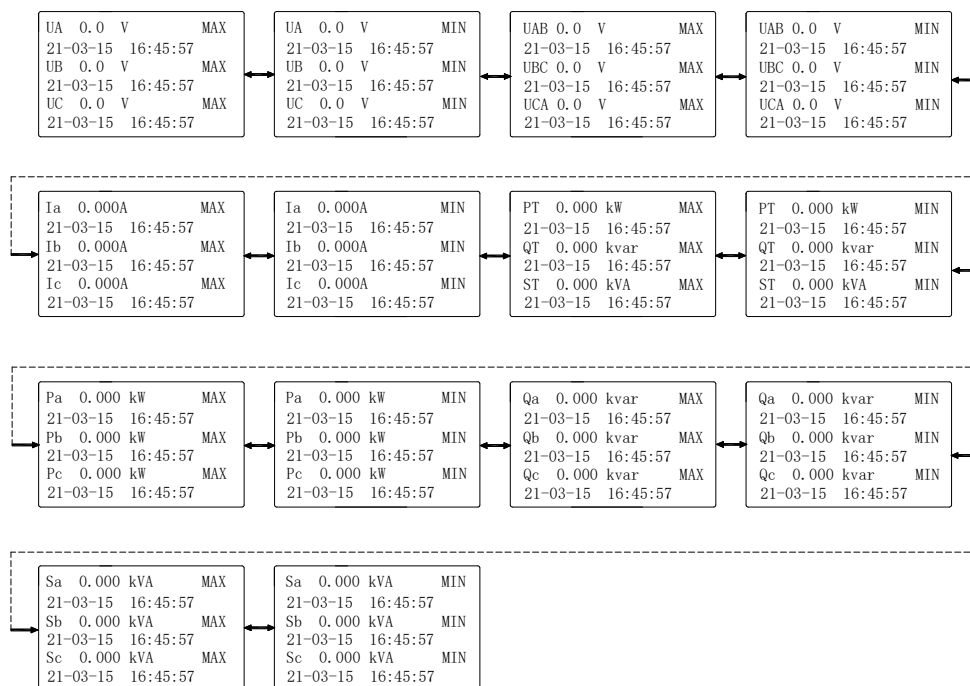 UA 0.0 V MAX
21-03-15 16:45:57
UB 0.0 V MAX
21-03-15 16:45:57
UC 0.0 V MAX
21-03-15 16:45:57
UA 0.0 V MIN
21-03-15 16:45:57
UB 0.0 V MIN
21-03-15 16:45:57
UC 0.0 V MIN
21-03-15 16:45:57
UAB 0.0 V MAX
21-03-15 16:45:57
UBC 0.0 V MAX
21-03-15 16:45:57
UCA 0.0 V MAX
21-03-15 16:45:57
UAB 0.0 V MIN
21-03-15 16:45:57
UBC 0.0 V MIN
21-03-15 16:45:57
UCA 0.0 V MIN
21-03-15 16:45:57
Ia 0.000A MAX
21-03-15 16:45:57
Ib 0.000A MAX
21-03-15 16:45:57
Ic 0.000A MAX
21-03-15 16:45:57
Ia 0.000A MIN
21-03-15 16:45:57
Ib 0.000A MIN
21-03-15 16:45:57
Ic 0.000A MIN
21-03-15 16:45:57
PT 0.000 kW MAX
21-03-15 16:45:57
QT 0.000 kvar MAX
21-03-15 16:45:57
ST 0.000 kVA MAX
21-03-15 16:45:57
PT 0.000 kW MIN
21-03-15 16:45:57
QT 0.000 kvar MIN
21-03-15 16:45:57
ST 0.000 kVA MIN
21-03-15 16:45:57
Pa 0.000 kW MAX
21-03-15 16:45:57
Pb 0.000 kW MAX
21-03-15 16:45:57
Pc 0.000 kW MAX
21-03-15 16:45:57
Pa 0.000 kW MIN
21-03-15 16:45:57
Pb 0.000 kW MIN
21-03-15 16:45:57
Pc 0.000 kW MIN
21-03-15 16:45:57
Qa 0.000 kvar MAX
21-03-15 16:45:57
Qb 0.000 kvar MAX
21-03-15 16:45:57
Qc 0.000 kvar MAX
21-03-15 16:45:57
Qa 0.000 kvar MIN
21-03-15 16:45:57
Qb 0.000 kvar MIN
21-03-15 16:45:57
Qc 0.000 kvar MIN
21-03-15 16:45:57
Sa 0.000 kVA MAX
21-03-15 16:45:57
Sb 0.000 kVA MAX
21-03-15 16:45:57
Sc 0.000 kVA MAX
21-03-15 16:45:57
Sa 0.000 kVA MIN
21-03-15 16:45:57
Sb 0.000 kVA MIN
21-03-15 16:45:57
Sc 0.000 kVA MIN
21-03-15 16:45:57